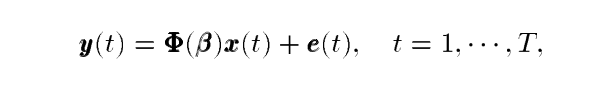 𝒚(t) = 𝚽(𝜷)𝒙(t) + 𝒆(t), t = 1, ⋯ , T,